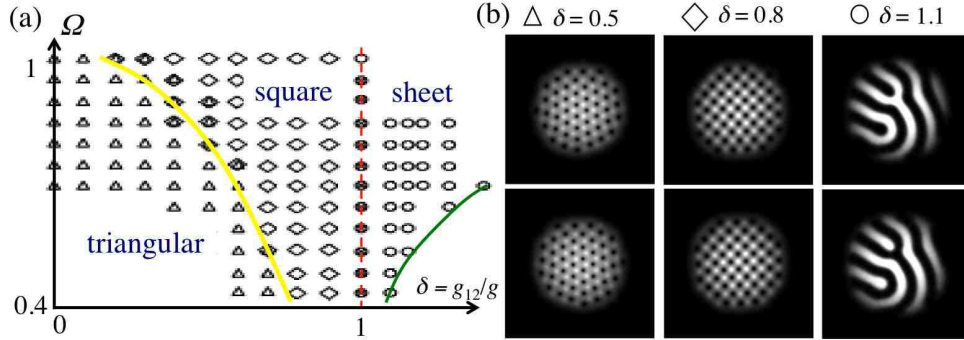 (a)
Ω
1
square
sheet
triangular
δ = g12/g
0.4
0
1
(b)
△ δ = 0.5
◇ δ = 0.8
○ δ = 1.1